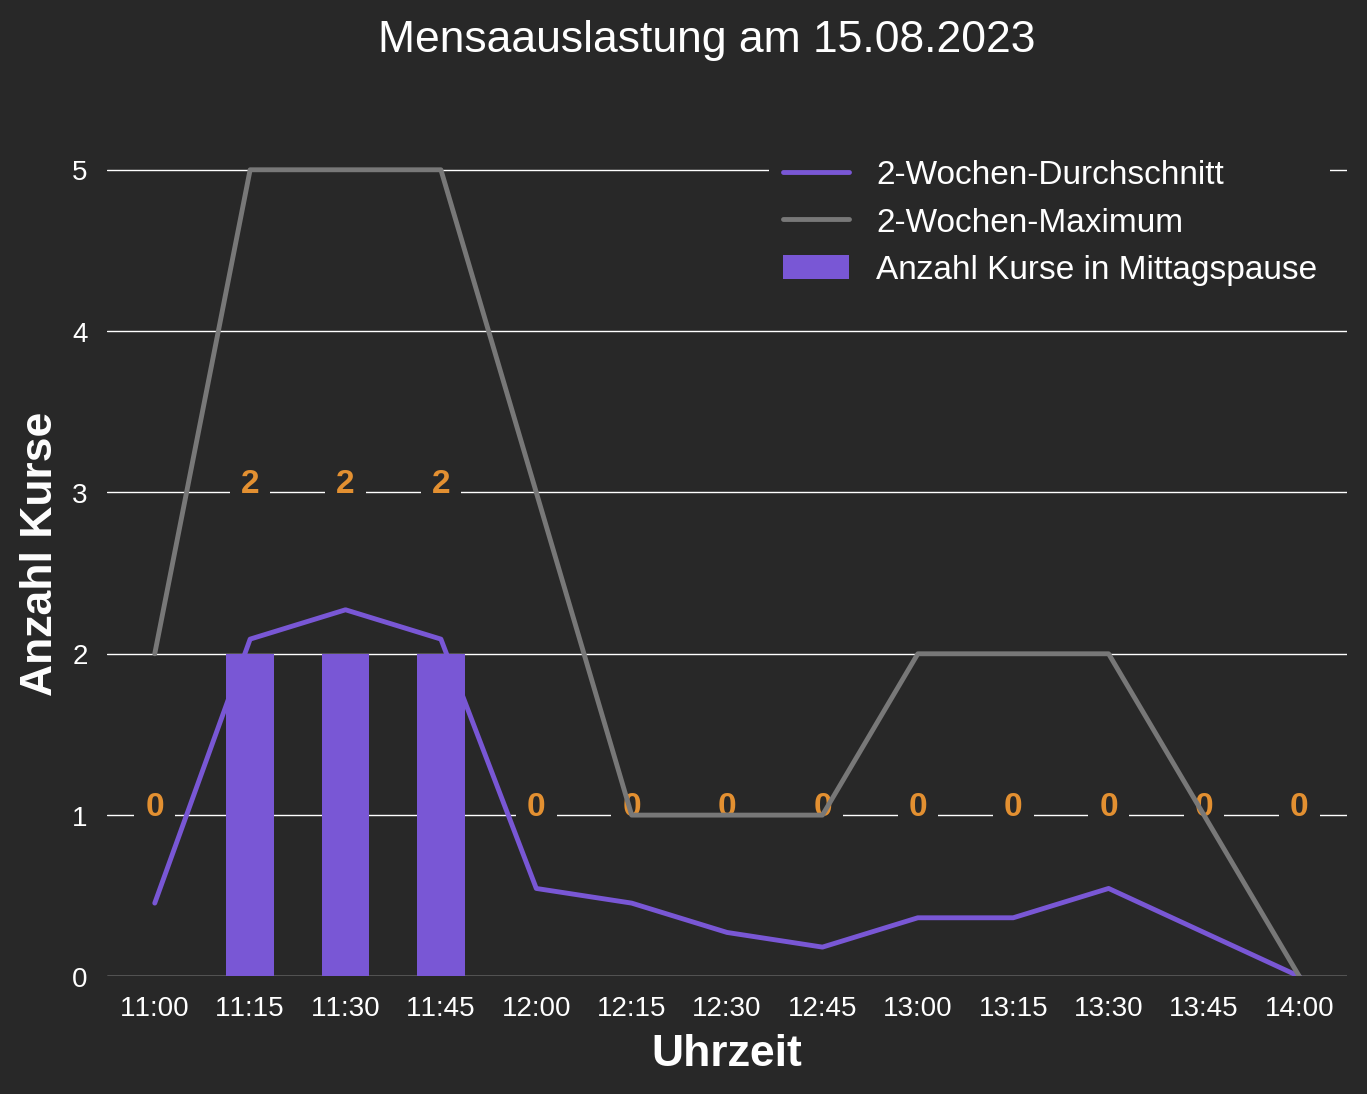 Mensaauslastung am 15.08.2023
2-Wochen-Durchschnitt
2-Wochen-Maximum
Anzahl Kurse in Mittagspause
Anzahl Kurse
5
4
3
2
1
0
2 2 2
0 0 0 0 0 0 0 0 0 0
11:00 11:15 11:30 11:45 12:00 12:15 12:30 12:45 13:00 13:15 13:30 13:45 14:00
Uhrzeit